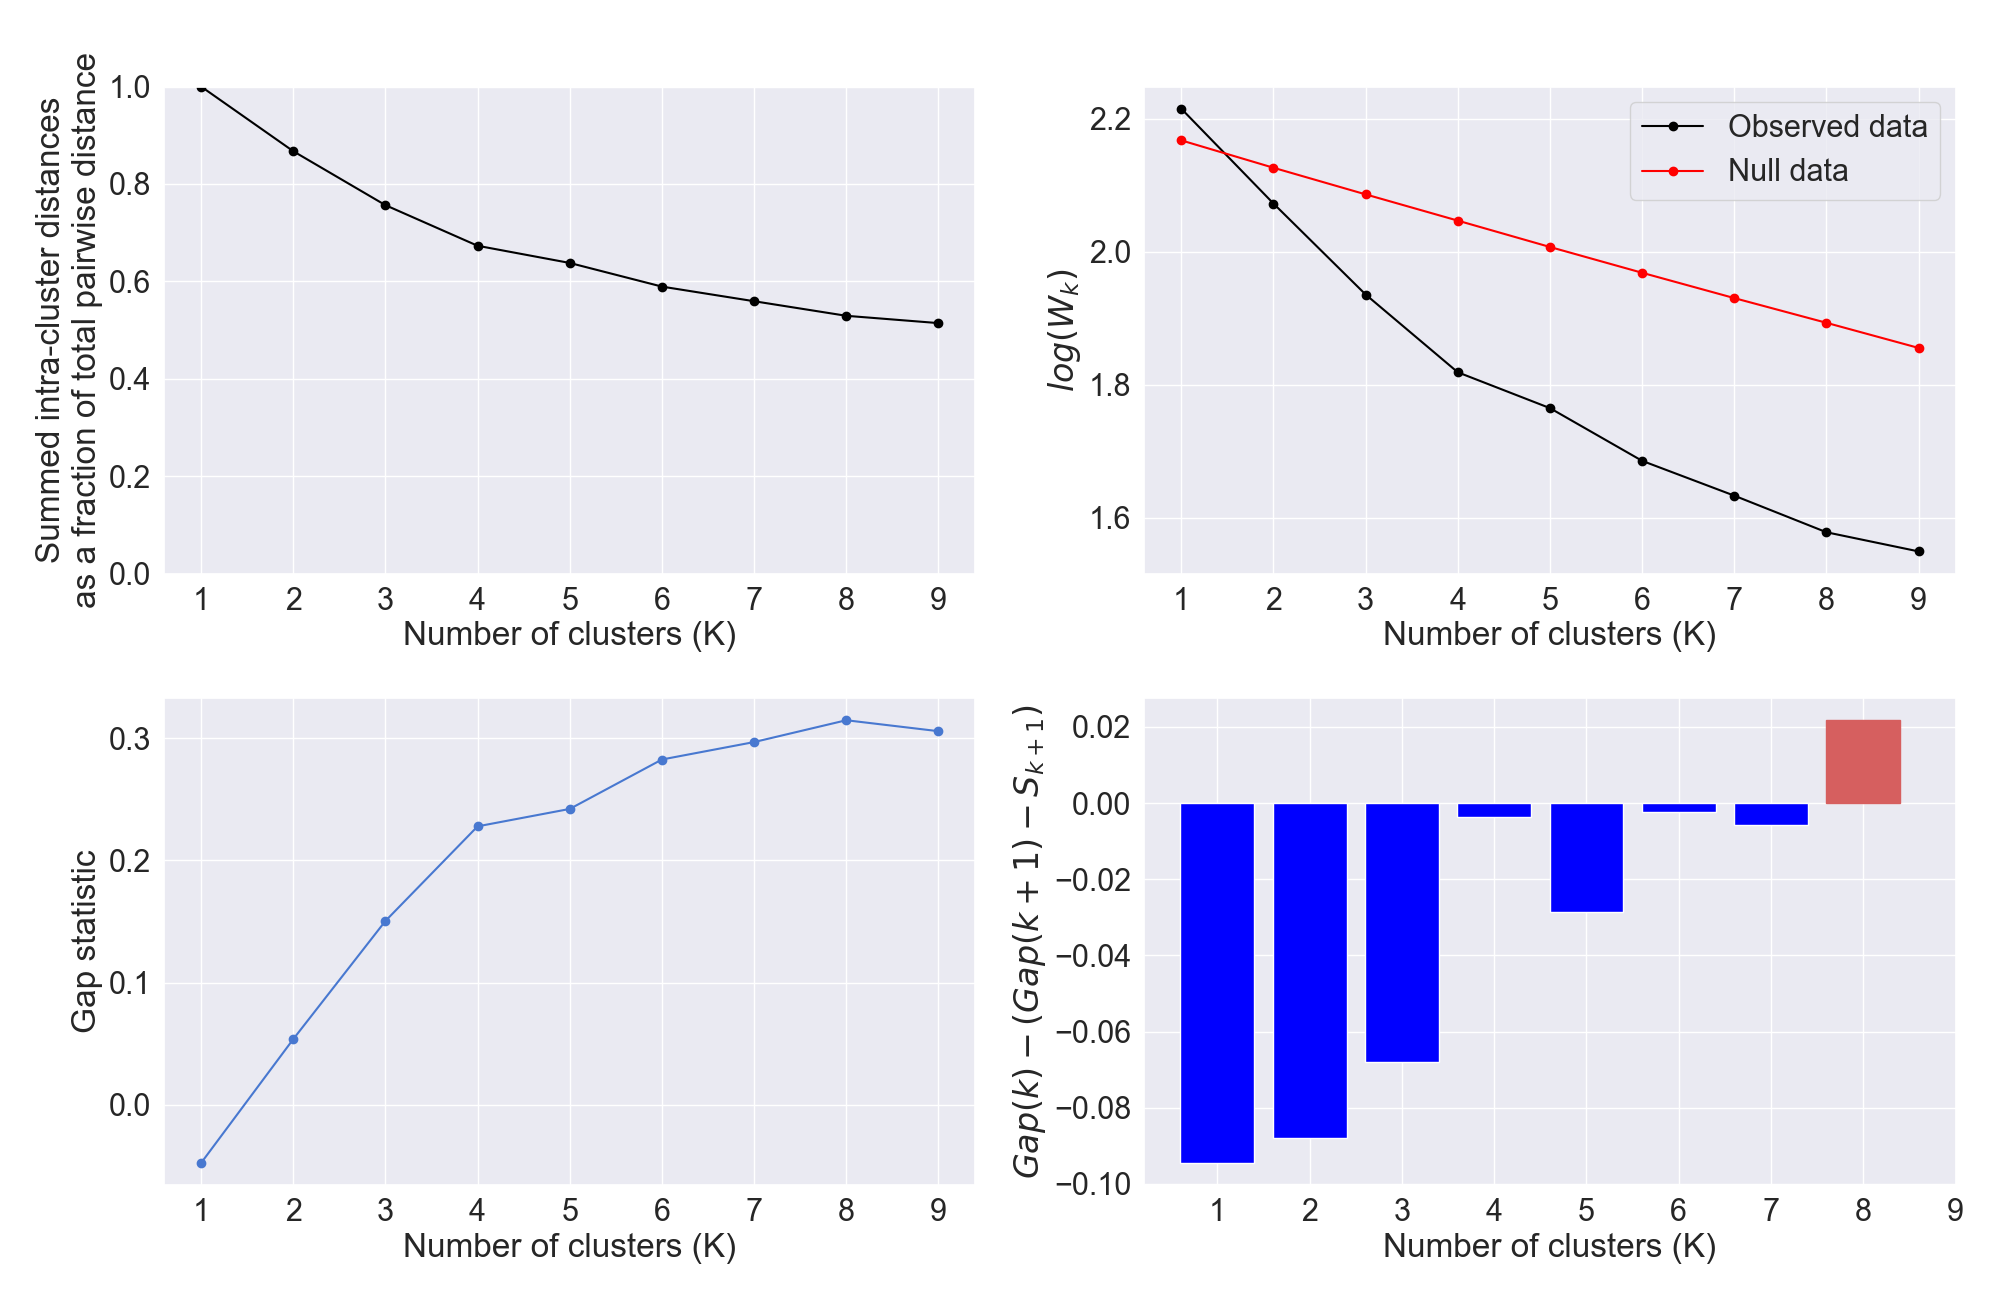 Summed intra-cluster distances
as a fraction of total pairwise distance
1.0
0.8
0.6
0.4
0.2
0.0
1 2 3 4 5 6 7 8 9
Number of clusters (K)
log(W_k)
2.2
2.0
1.8
1.6
Observed data
Null data
1 2 3 4 5 6 7 8 9
Number of clusters (K)
Gap statistic
0.3
0.2
0.1
0.0
1 2 3 4 5 6 7 8 9
Number of clusters (K)
Gap(k) − (Gap(k + 1) − S_{k+1})
0.02
0.00
−0.02
−0.04
−0.06
−0.08
−0.10
1 2 3 4 5 6 7 8 9
Number of clusters (K)